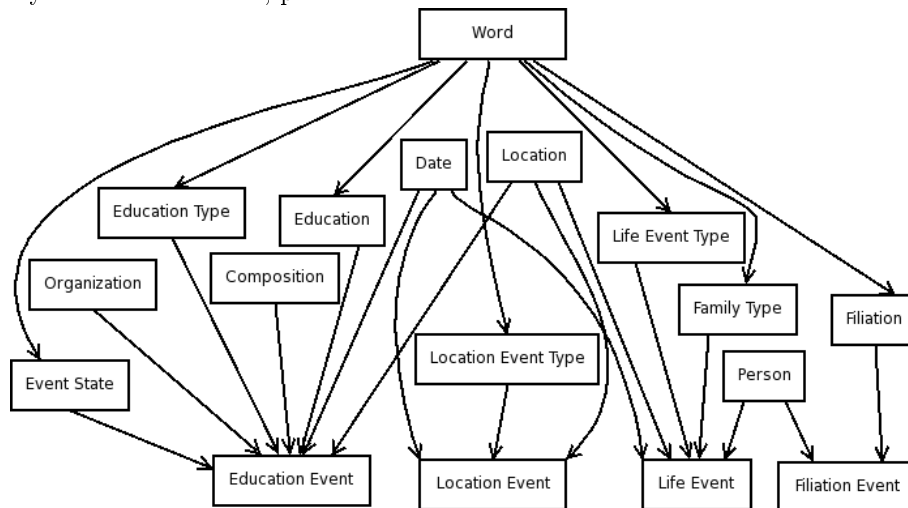 Word
Date
Location
Education Type
Education
Life Event Type
Organization
Composition
Family Type
Filiation
Location Event Type
Event State
Person
Education Event
Location Event
Life Event
Filiation Event